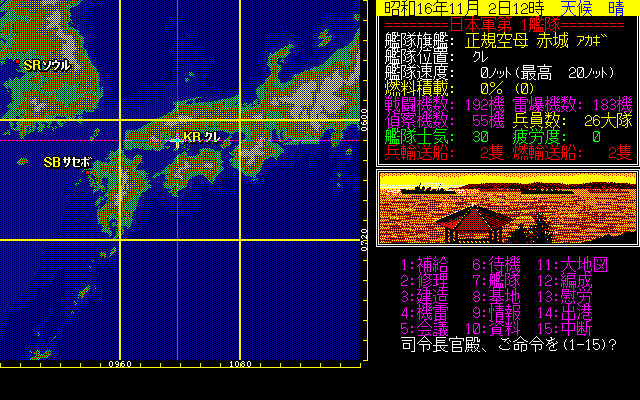 昭和16年11月 2日12時 天候 晴
--------日本軍第 1艦隊--------
艦隊旗艦: 正規空母 赤城 ｱｶｷﾞ
艦隊位置: ｸﾚ
艦隊速度: 0ﾉｯﾄ(最高 20ﾉｯﾄ)
燃料積載: 0% (0)
戦闘機数: 192機 雷爆機数: 183機
偵察機数: 55機 兵員数: 26大隊
艦隊士気: 30 疲労度: 0
兵輸送船: 2隻 燃輸送船: 2隻
SRソウル
KR クレ
SB サセボ
0600
0720
0960
1080
1:補給 6:待機 11:大地図
2:修理 7:艦隊 12:編成
3:建造 8:基地 13:慰労
4:機雷 9:情報 14:出港
5:会議 10:資料 15:中断
司令長官殿、ご命令を(1-15)?